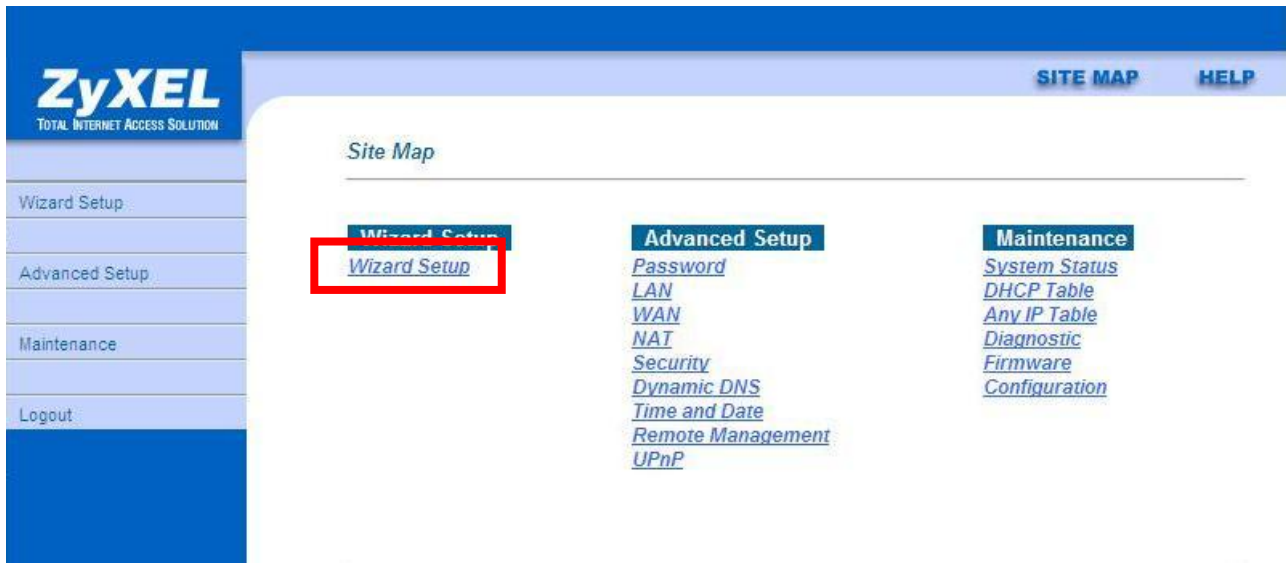 ZyXEL
TOTAL INTERNET ACCESS SOLUTION
SITE MAP HELP
Wizard Setup
Advanced Setup
Maintenance
Logout
Site Map
Wizard Setup
Wizard Setup
Advanced Setup
Password
LAN
WAN
NAT
Security
Dynamic DNS
Time and Date
Remote Management
UPnP
Maintenance
System Status
DHCP Table
Any IP Table
Diagnostic
Firmware
Configuration